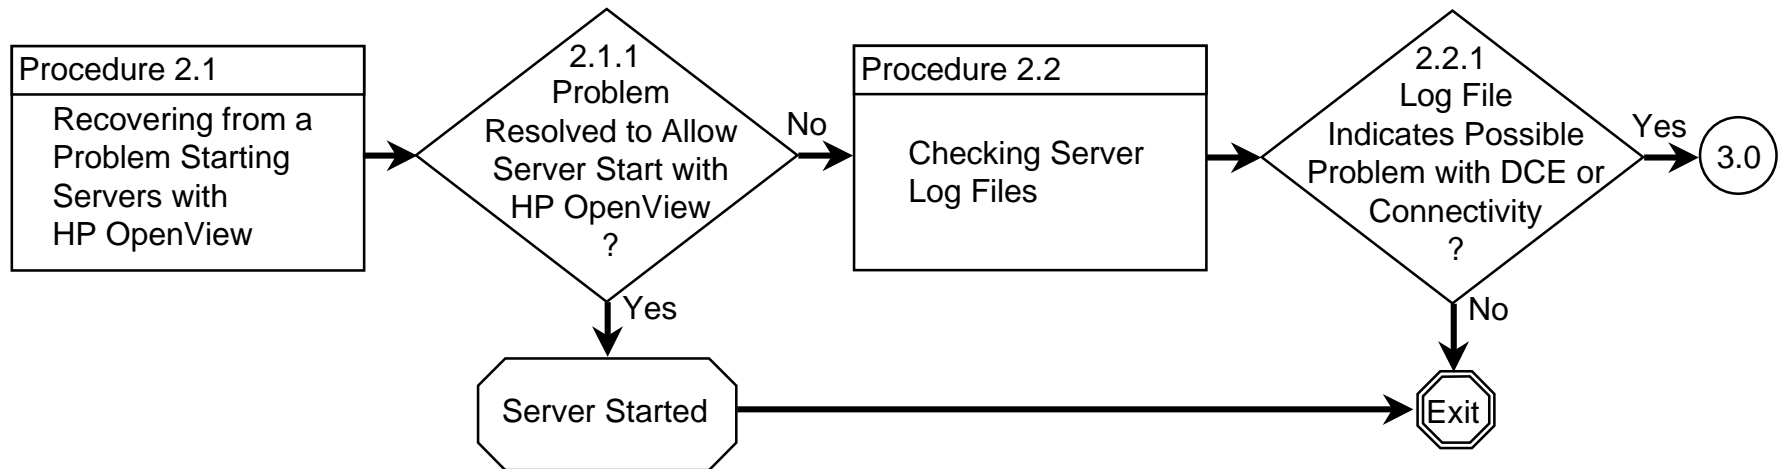 Procedure 2.1
Recovering from a
Problem Starting
Servers with
HP OpenView
2.1.1
Problem
Resolved to Allow
Server Start with
HP OpenView
?
No
Yes
Server Started
Procedure 2.2
Checking Server
Log Files
2.2.1
Log File
Indicates Possible
Problem with DCE or
Connectivity
?
Yes
3.0
No
Exit